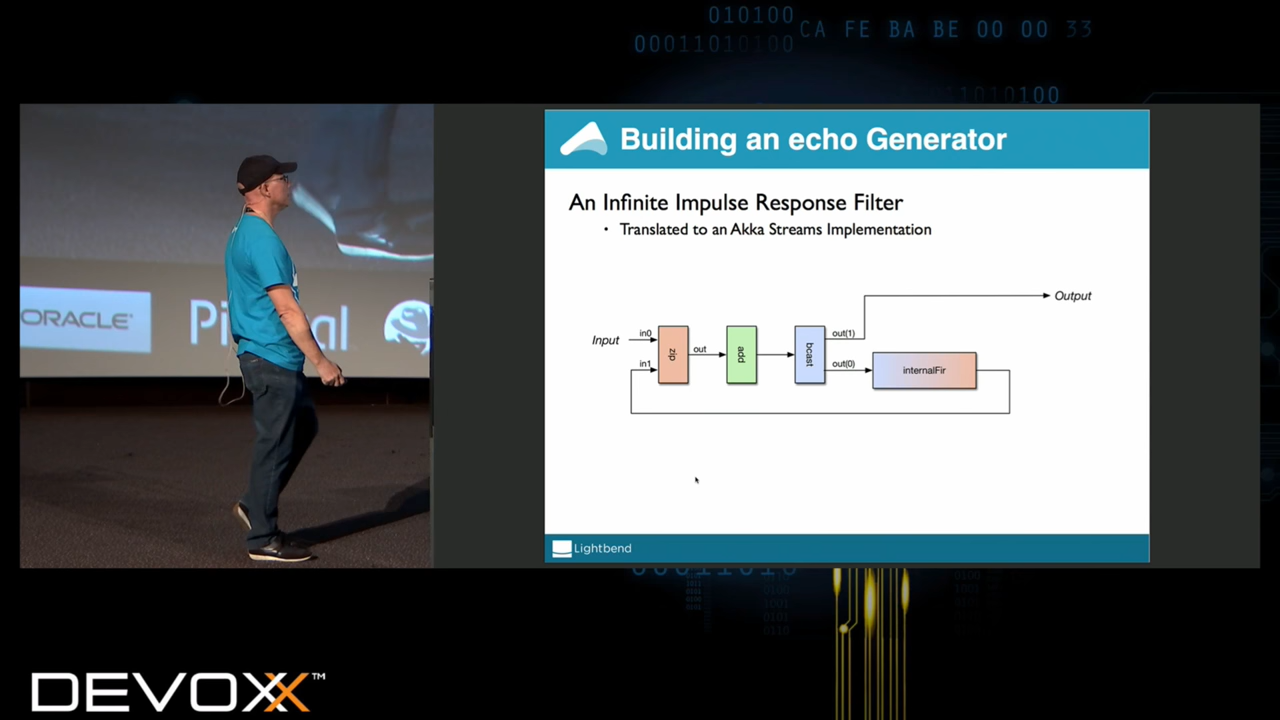 010100
00011010100
CA FE BA BE 00 00 33
1010100
Building an echo Generator
An Infinite Impulse Response Filter
• Translated to an Akka Streams Implementation
Output
Input
in0
in1
zip
out
add
bcast
out(1)
out(0)
internalFir
Lightbend
ORACLE
DEVOXX™